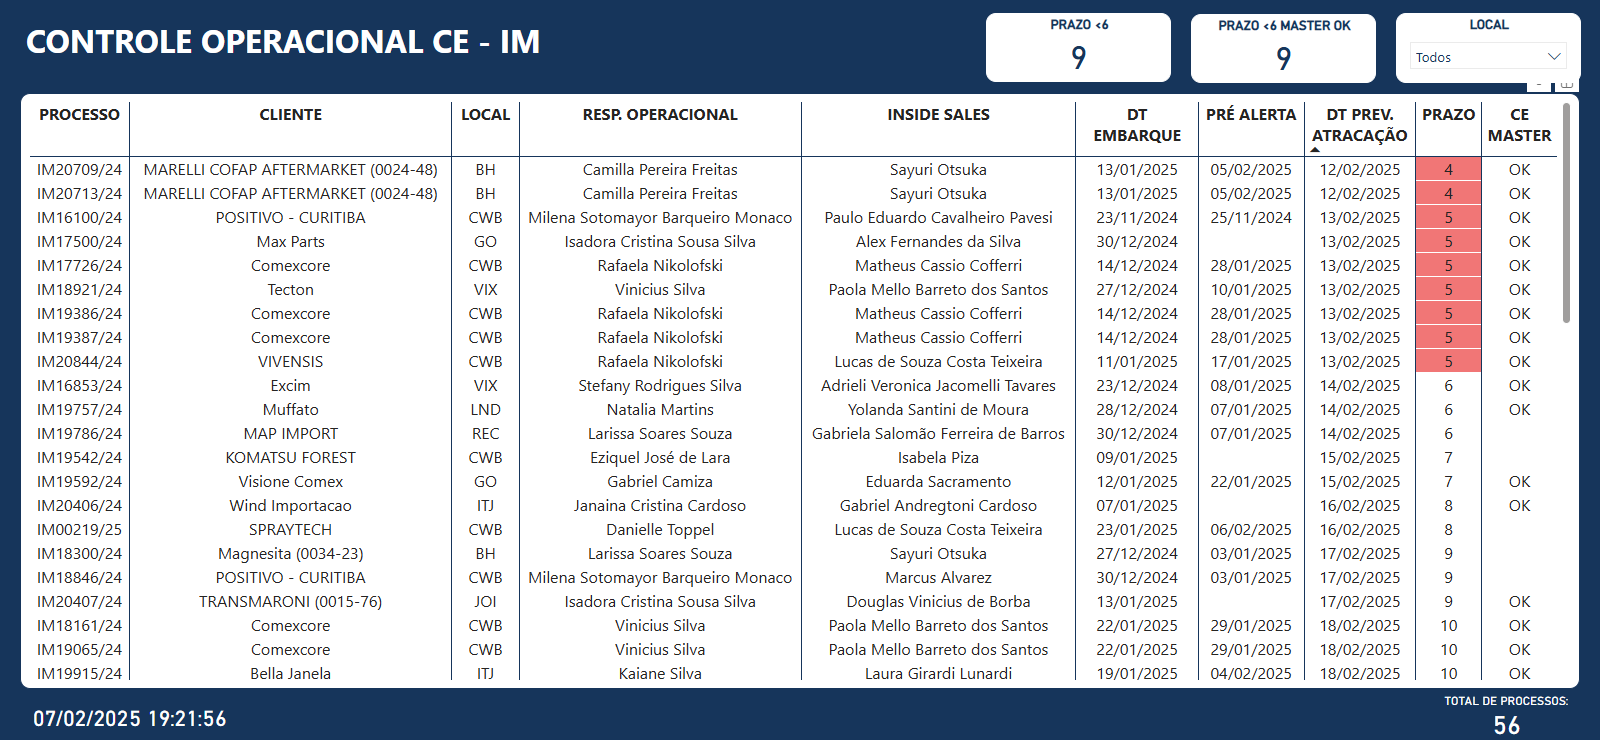 CONTROLE OPERACIONAL CE - IM
PRAZO <6
9
PRAZO <6 MASTER OK
9
LOCAL
Todos
PROCESSO CLIENTE LOCAL RESP. OPERACIONAL INSIDE SALES DT EMBARQUE PRÉ ALERTA DT PREV. ATRACAÇÃO PRAZO CE MASTER
IM20709/24 MARELLI COFAP AFTERMARKET (0024-48) BH Camilla Pereira Freitas Sayuri Otsuka 13/01/2025 05/02/2025 12/02/2025 4 OK
IM20713/24 MARELLI COFAP AFTERMARKET (0024-48) BH Camilla Pereira Freitas Sayuri Otsuka 13/01/2025 05/02/2025 12/02/2025 4 OK
IM16100/24 POSITIVO - CURITIBA CWB Milena Sotomayor Barqueiro Monaco Paulo Eduardo Cavalheiro Pavesi 23/11/2024 25/11/2024 13/02/2025 5 OK
IM17500/24 Max Parts GO Isadora Cristina Sousa Silva Alex Fernandes da Silva 30/12/2024 13/02/2025 5 OK
IM17726/24 Comexcore CWB Rafaela Nikolofski Matheus Cassio Cofferri 14/12/2024 28/01/2025 13/02/2025 5 OK
IM18921/24 Tecton VIX Vinicius Silva Paola Mello Barreto dos Santos 27/12/2024 10/01/2025 13/02/2025 5 OK
IM19386/24 Comexcore CWB Rafaela Nikolofski Matheus Cassio Cofferri 14/12/2024 28/01/2025 13/02/2025 5 OK
IM19387/24 Comexcore CWB Rafaela Nikolofski Matheus Cassio Cofferri 14/12/2024 28/01/2025 13/02/2025 5 OK
IM20844/24 VIVENSIS CWB Rafaela Nikolofski Lucas de Souza Costa Teixeira 11/01/2025 17/01/2025 13/02/2025 5 OK
IM16853/24 Excim VIX Stefany Rodrigues Silva Adrieli Veronica Jacomelli Tavares 23/12/2024 08/01/2025 14/02/2025 6 OK
IM19757/24 Muffato LND Natalia Martins Yolanda Santini de Moura 28/12/2024 07/01/2025 14/02/2025 6 OK
IM19786/24 MAP IMPORT REC Larissa Soares Souza Gabriela Salomão Ferreira de Barros 30/12/2024 07/01/2025 14/02/2025 6
IM19542/24 KOMATSU FOREST CWB Eziquel José de Lara Isabela Piza 09/01/2025 15/02/2025 7
IM19592/24 Visione Comex GO Gabriel Camiza Eduarda Sacramento 12/01/2025 22/01/2025 15/02/2025 7 OK
IM20406/24 Wind Importacao ITJ Janaina Cristina Cardoso Gabriel Andregtoni Cardoso 07/01/2025 16/02/2025 8 OK
IM00219/25 SPRAYTECH CWB Danielle Toppel Lucas de Souza Costa Teixeira 23/01/2025 06/02/2025 16/02/2025 8
IM18300/24 Magnesita (0034-23) BH Larissa Soares Souza Sayuri Otsuka 27/12/2024 03/01/2025 17/02/2025 9
IM18846/24 POSITIVO - CURITIBA CWB Milena Sotomayor Barqueiro Monaco Marcus Alvarez 30/12/2024 03/01/2025 17/02/2025 9
IM20407/24 TRANSMARONI (0015-76) JOI Isadora Cristina Sousa Silva Douglas Vinicius de Borba 13/01/2025 17/02/2025 9 OK
IM18161/24 Comexcore CWB Vinicius Silva Paola Mello Barreto dos Santos 22/01/2025 29/01/2025 18/02/2025 10 OK
IM19065/24 Comexcore CWB Vinicius Silva Paola Mello Barreto dos Santos 22/01/2025 29/01/2025 18/02/2025 10 OK
IM19915/24 Bella Janela ITJ Kaiane Silva Laura Girardi Lunardi 19/01/2025 04/02/2025 18/02/2025 10 OK
07/02/2025 19:21:56
TOTAL DE PROCESSOS:
56